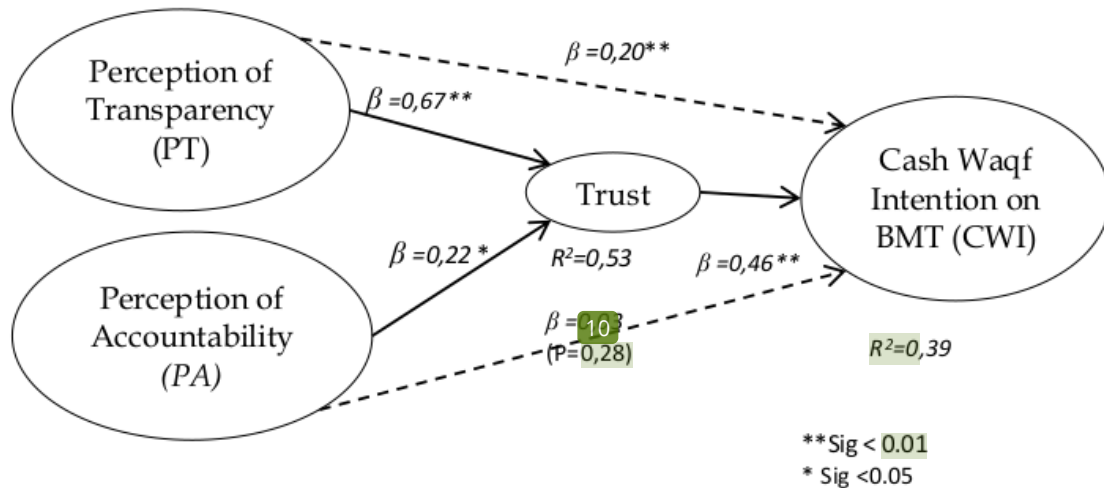 Perception of
Transparency
(PT)
β =0,20**
β =0,67**
Trust
Cash Waqf
Intention on
BMT (CWI)
β =0,22 *
R²=0,53
β =0,46**
Perception of
Accountability
(PA)
β =
10
(P=0,28)
R²=0,39
**Sig < 0.01
* Sig <0.05